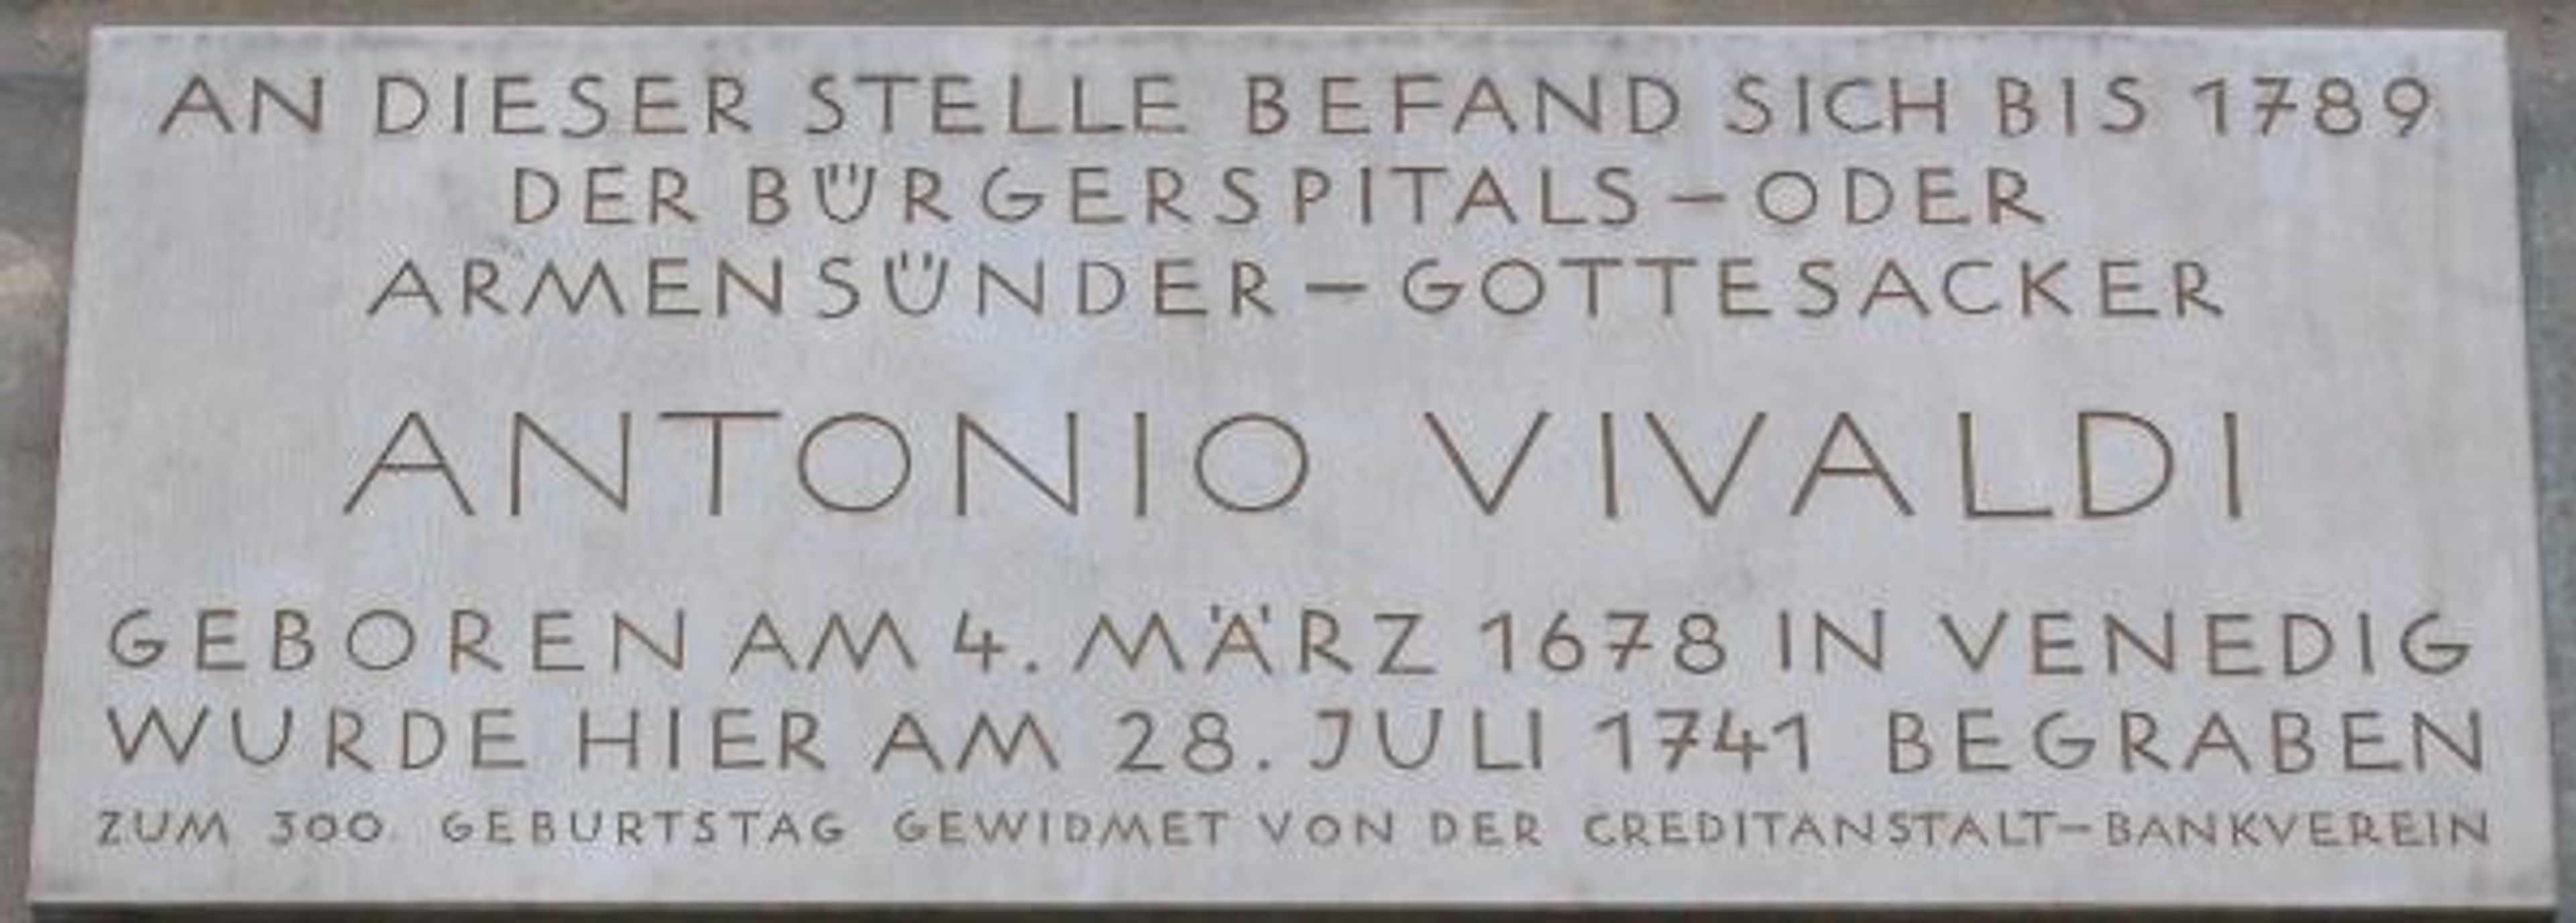 AN DIESER STELLE BEFAND SICH BIS 1789
DER BÜRGERSPITALS-ODER
ARMENSÜNDER-GOTTESACKER
ANTONIO VIVALDI
GEBOREN AM 4. MÄRZ 1678 IN VENEDIG
WURDE HIER AM 28. JULI 1741 BEGRABEN
ZUM 300 GEBURTSTAG GEWIDMET VON DER CREDITANSTALT-BANKVEREIN